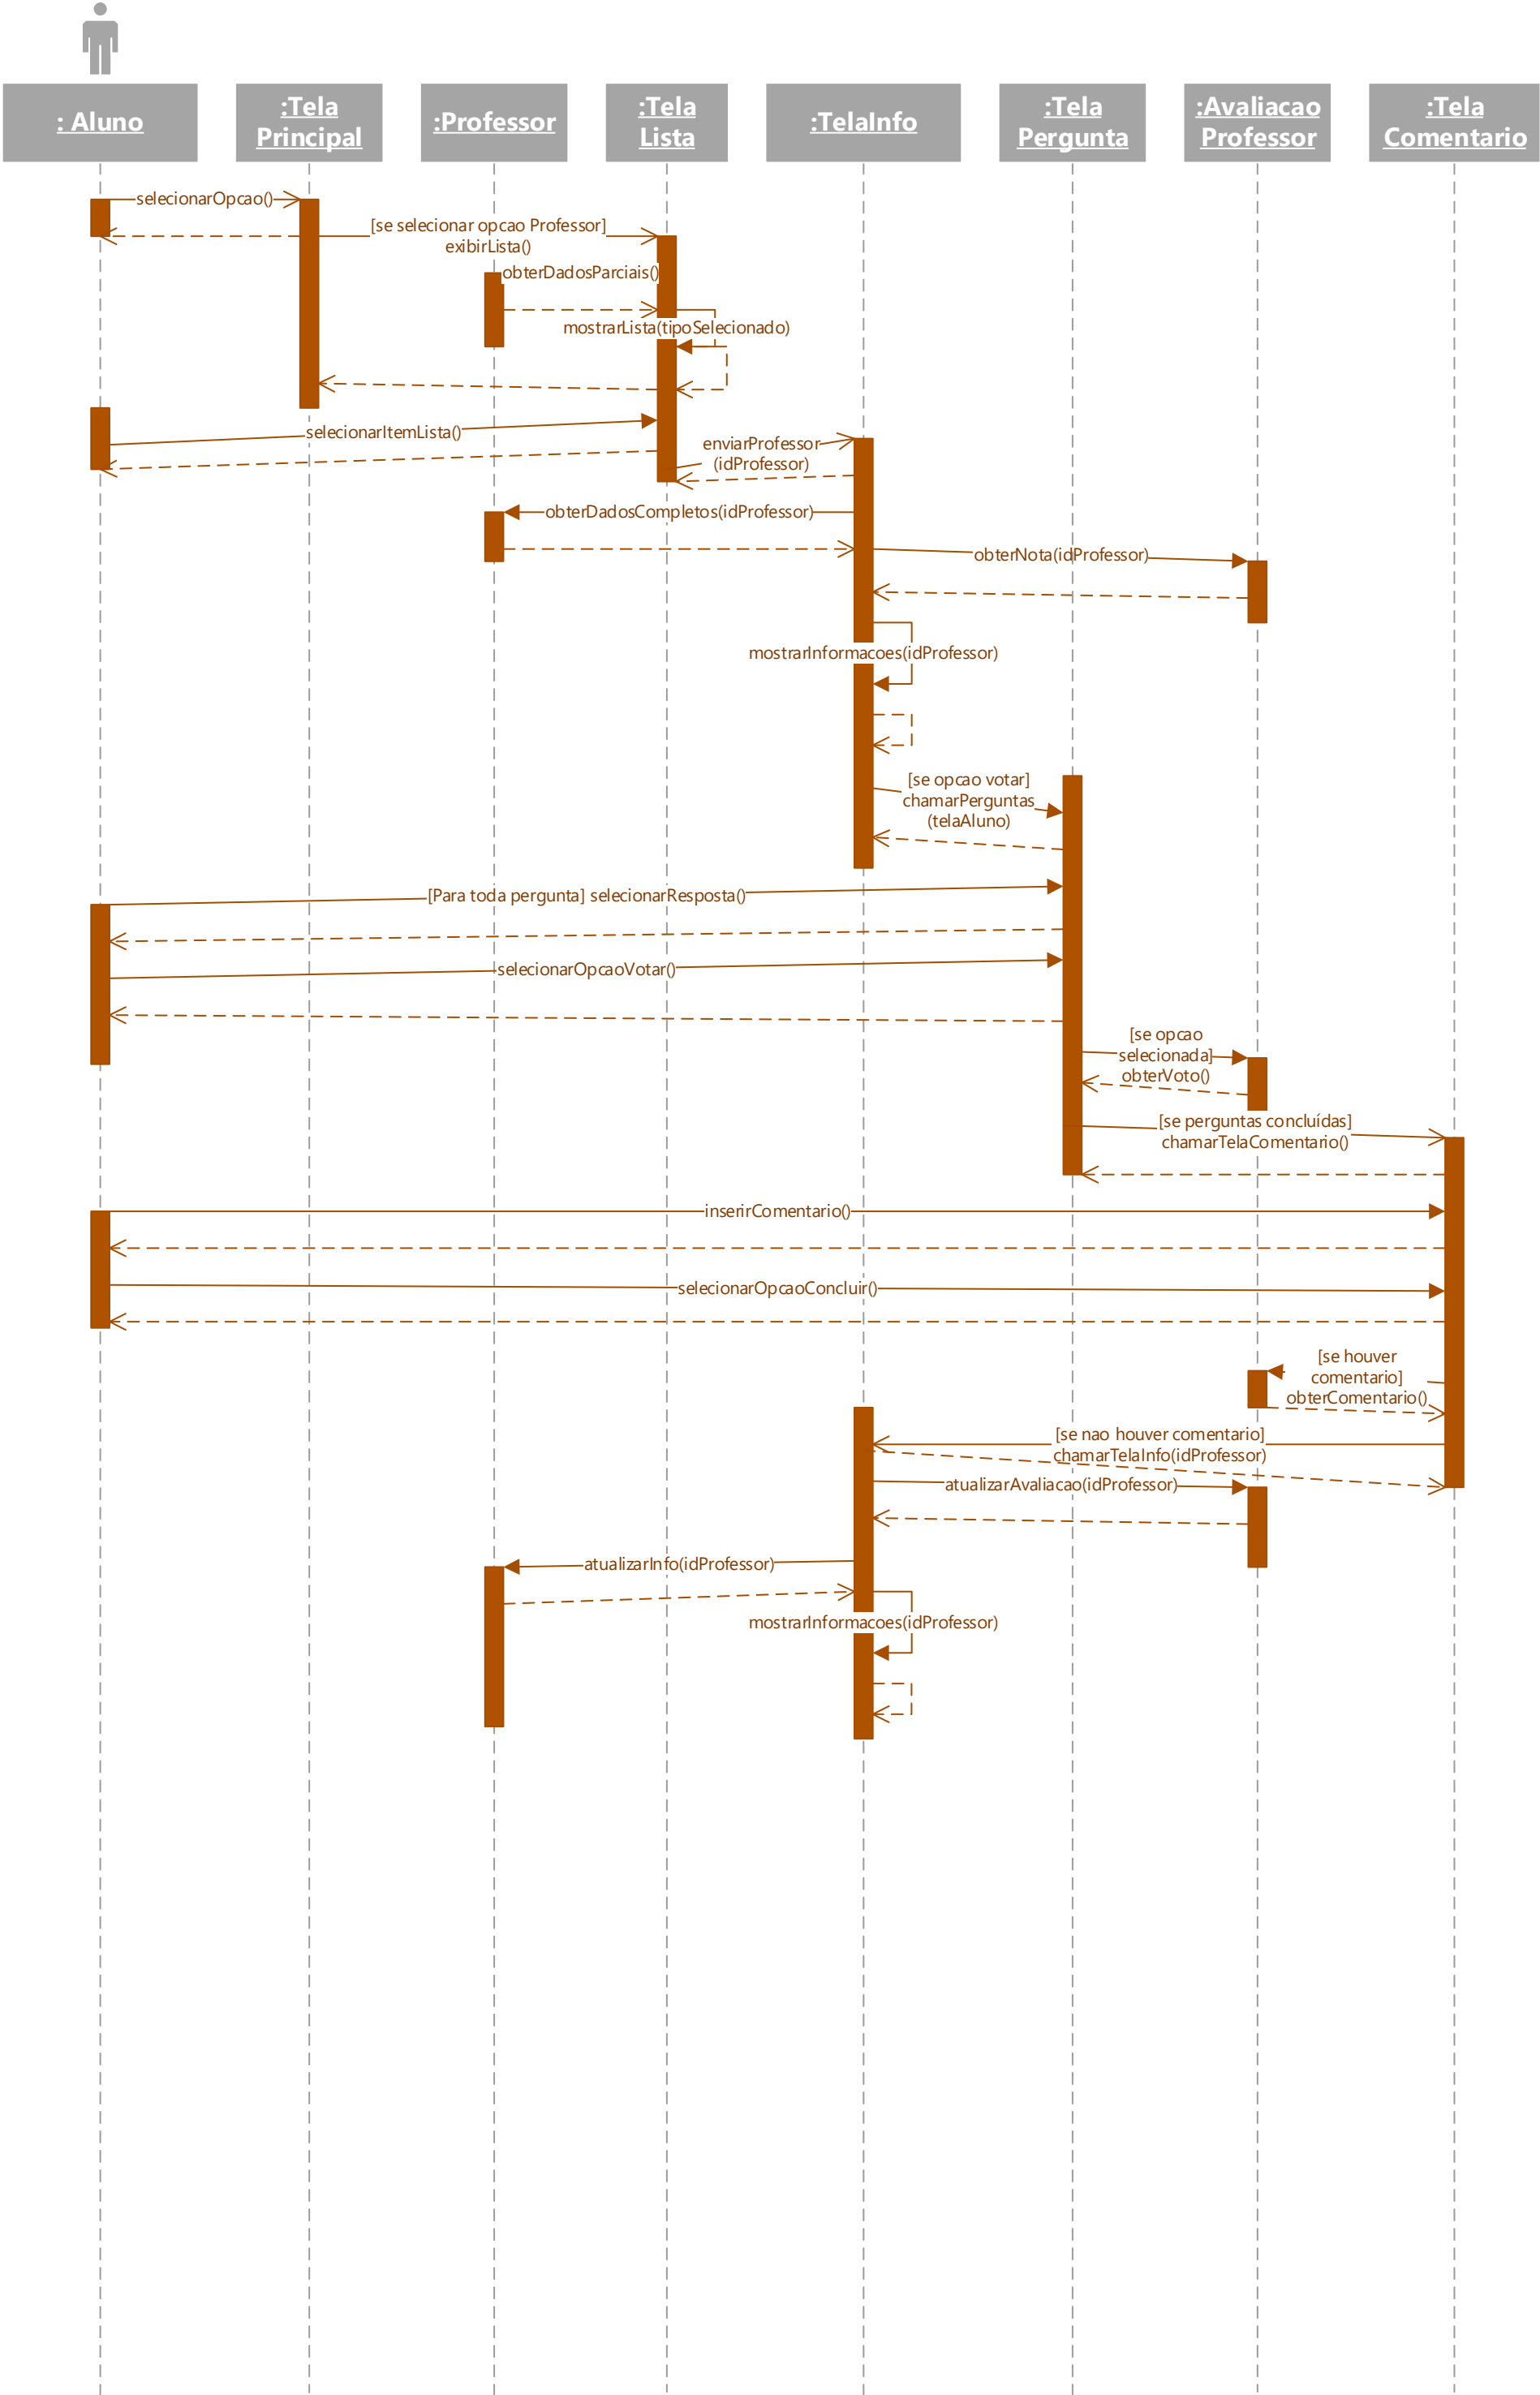 : Aluno
:Tela
Principal
:Professor
:Tela
Lista
:TelaInfo
:Tela
Pergunta
:Avaliacao
Professor
:Tela
Comentario
selecionarOpcao()
[se selecionar opcao Professor]
exibirLista()
obterDadosParciais()
mostrarLista(tipoSelecionado)
selecionarItemLista()
enviarProfessor
(idProfessor)
obterDadosCompletos(idProfessor)
obterNota(idProfessor)
mostrarInformacoes(idProfessor)
[se opcao votar]
chamarPerguntas
(telaAluno)
[Para toda pergunta] selecionarResposta()
selecionarOpcaoVotar()
[se opcao
selecionada]
obterVoto()
[se perguntas concluídas]
chamarTelaComentario()
inserirComentario()
selecionarOpcaoConcluir()
[se houver
comentario]
obterComentario()
[se nao houver comentario]
chamarTelaInfo(idProfessor)
atualizarAvaliacao(idProfessor)
atualizarInfo(idProfessor)
mostrarInformacoes(idProfessor)